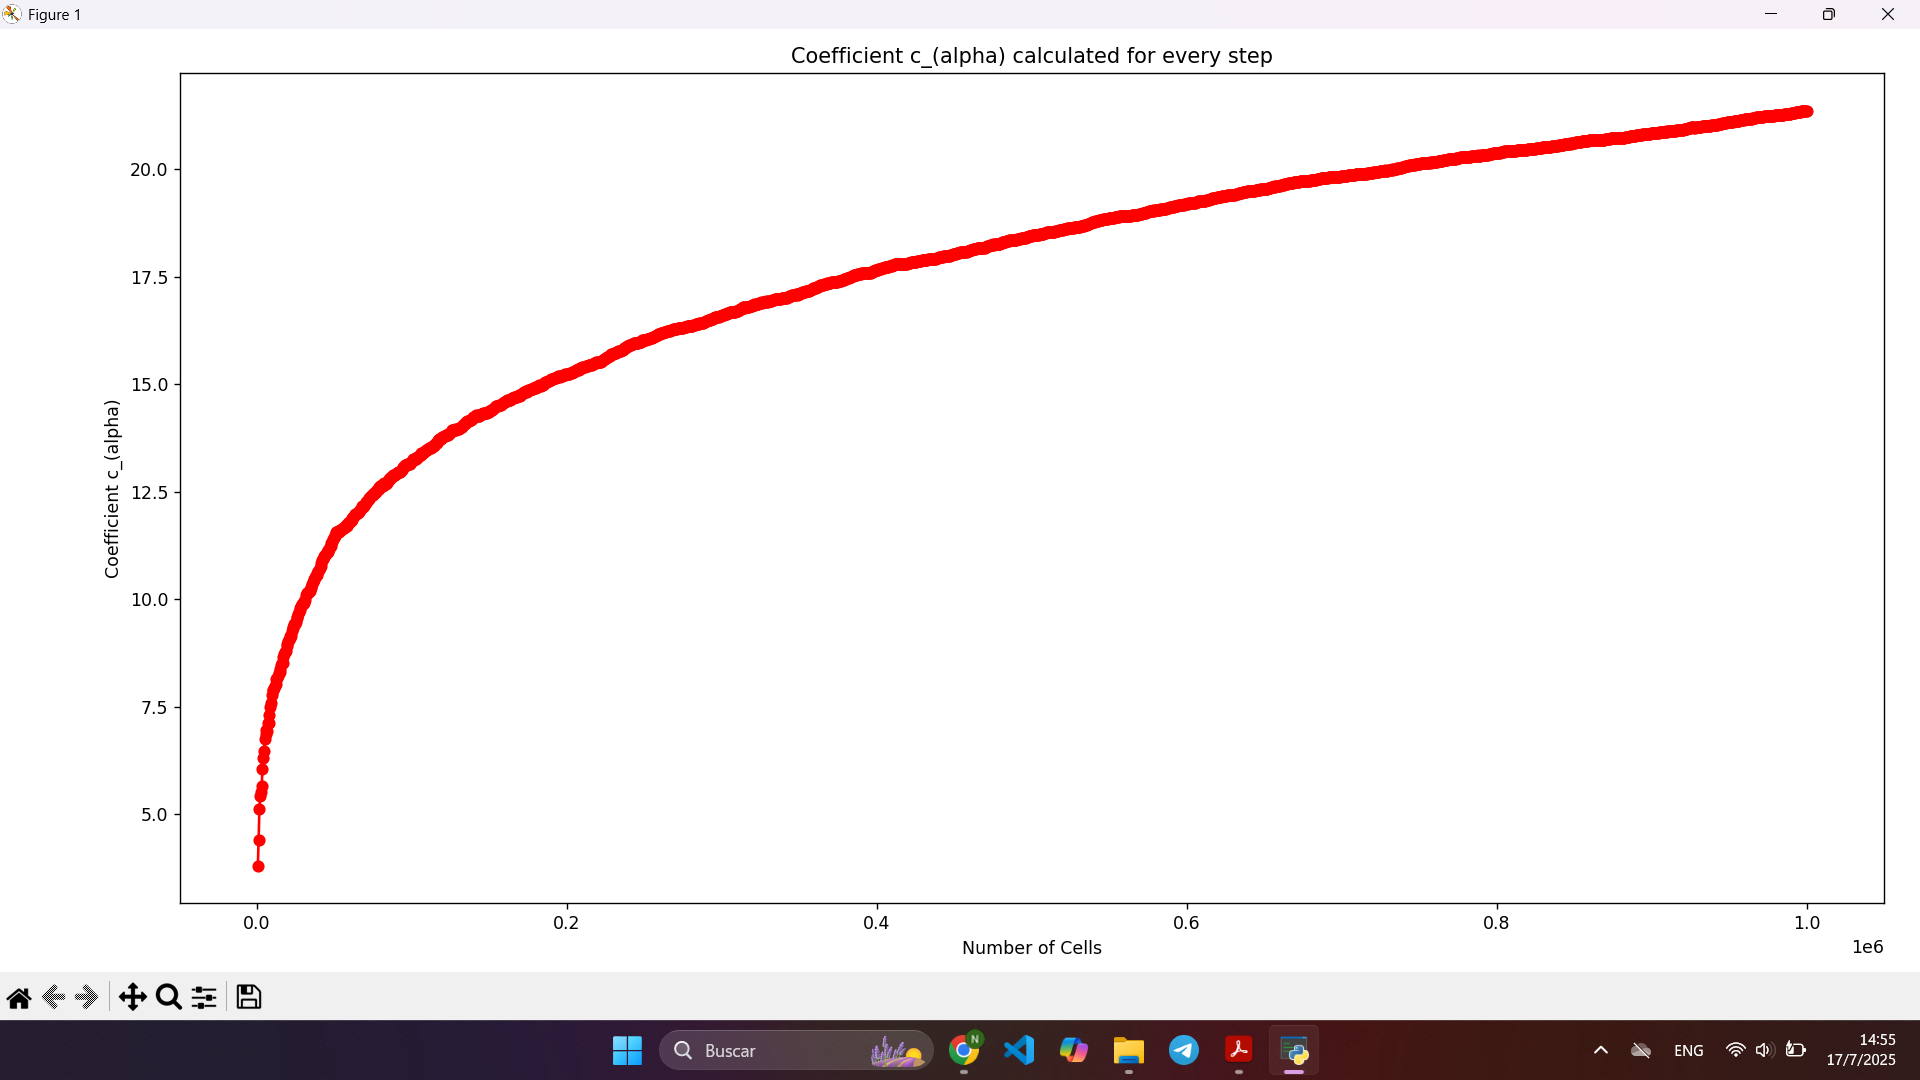 Figure 1
Coefficient c_(alpha) calculated for every step
20.0
17.5
15.0
12.5
10.0
7.5
5.0
Coefficient c_(alpha)
0.0 0.2 0.4 0.6 0.8 1.0
1e6
Number of Cells
Buscar
N
ENG
14:55
17/7/2025